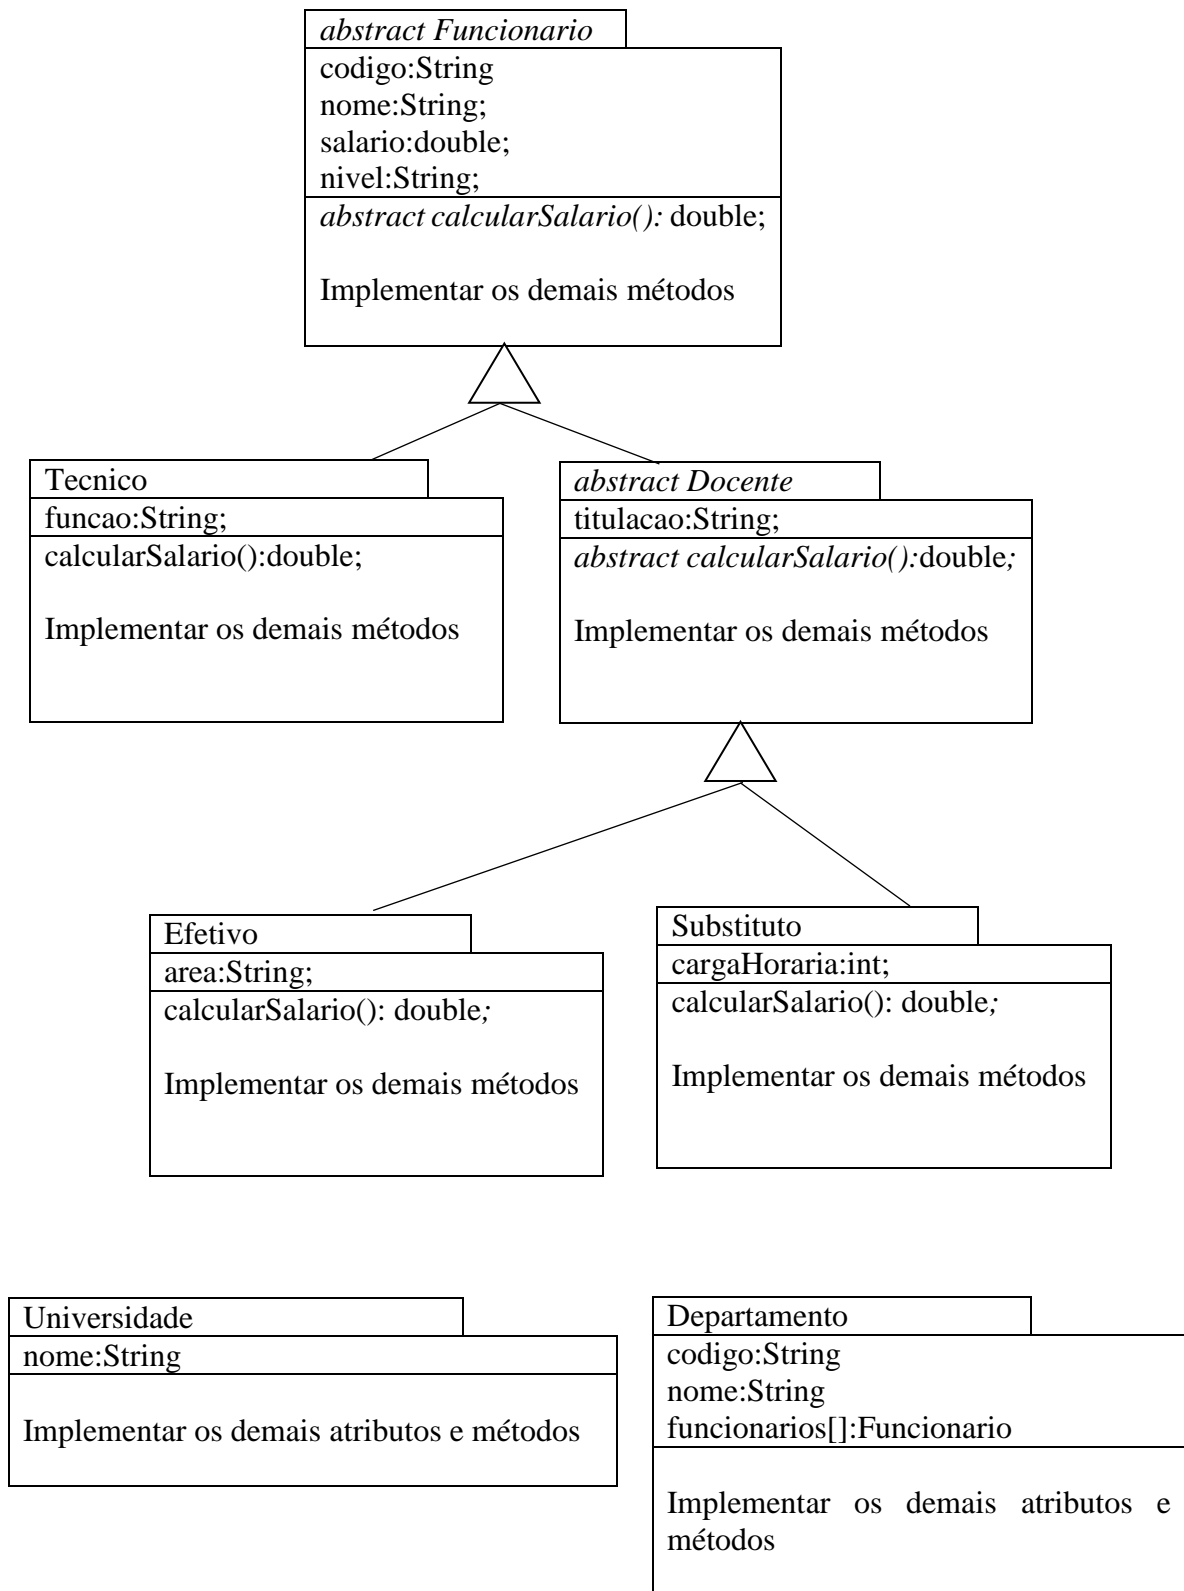 abstract Funcionario
codigo:String
nome:String;
salario:double;
nivel:String;
abstract calcularSalario(): double;
Implementar os demais métodos
Tecnico
funcao:String;
calcularSalario():double;
Implementar os demais métodos
abstract Docente
titulacao:String;
abstract calcularSalario():double;
Implementar os demais métodos
Efetivo
area:String;
calcularSalario(): double;
Implementar os demais métodos
Substituto
cargaHoraria:int;
calcularSalario(): double;
Implementar os demais métodos
Universidade
nome:String
Implementar os demais atributos e métodos
Departamento
codigo:String
nome:String
funcionarios[]:Funcionario
Implementar os demais atributos e
métodos